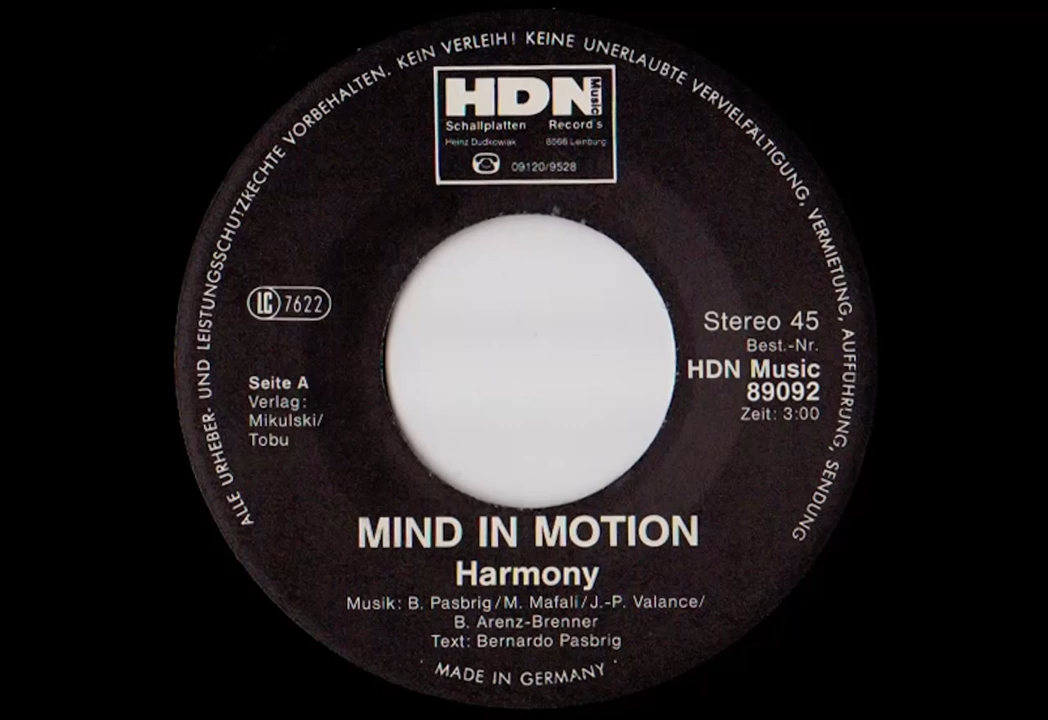 ALLE URHEBER- UND LEISTUNGSSCHUTZRECHTE VORBEHALTEN. KEIN VERLEIH! KEINE UNERLAUBTE VERVIELFÄLTIGUNG, VERMIETUNG, AUFFÜHRUNG, SENDUNG
HDN Music
Schallplatten Record's
Heinz Dudkowiak 8066 Leinburg
09120/9528
LC 7622
Stereo 45
Best.-Nr.
HDN Music
89092
Zeit: 3:00
Seite A
Verlag:
Mikulski/
Tobu
MIND IN MOTION
Harmony
Musik: B. Pasbrig/M. Mafali/J.-P. Valance/
B. Arenz-Brenner
Text: Bernardo Pasbrig
MADE IN GERMANY